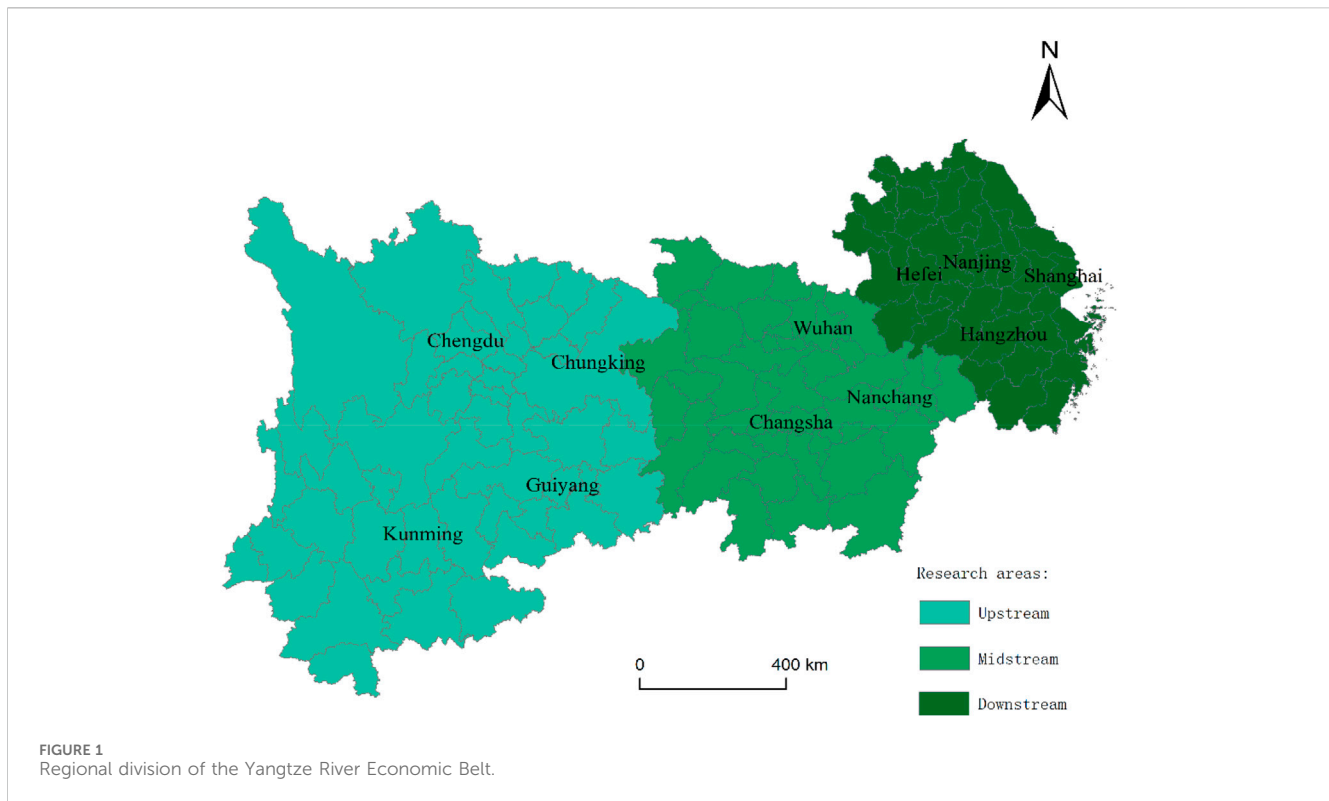 N
Nanjing
Hefei
Shanghai
Wuhan
Hangzhou
Chengdu
Chungking
Nanchang
Changsha
Guiyang
Kunming
Research areas:
Upstream
0 400 km
Midstream
Downstream
FIGURE 1
Regional division of the Yangtze River Economic Belt.